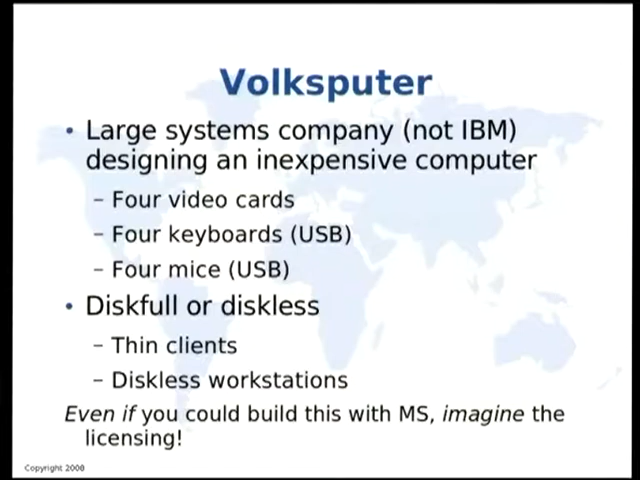 Volksputer
• Large systems company (not IBM)
designing an inexpensive computer
– Four video cards
– Four keyboards (USB)
– Four mice (USB)
• Diskfull or diskless
– Thin clients
– Diskless workstations
Even if you could build this with MS, imagine the
licensing!
Copyright 2008